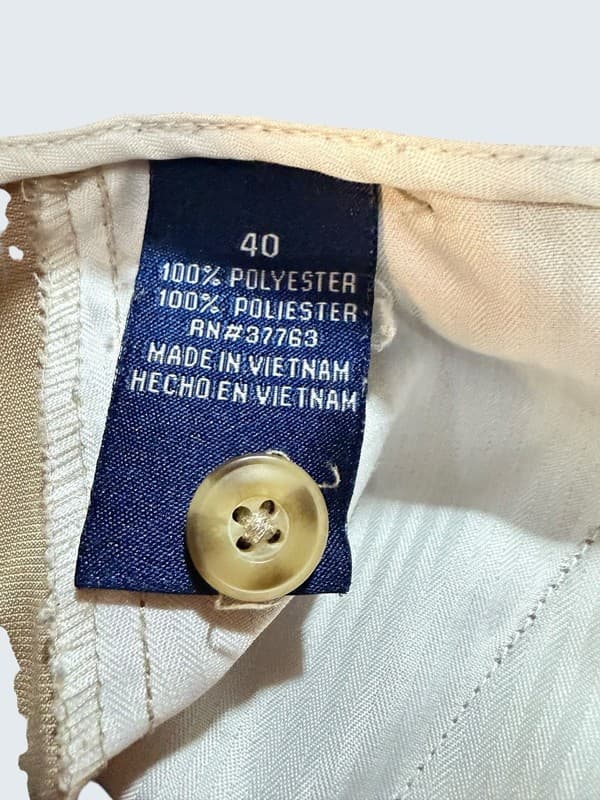 40
100% POLYESTER
100% POLIESTER
RN#37763
MADE IN VIETNAM
HECHO EN VIETNAM